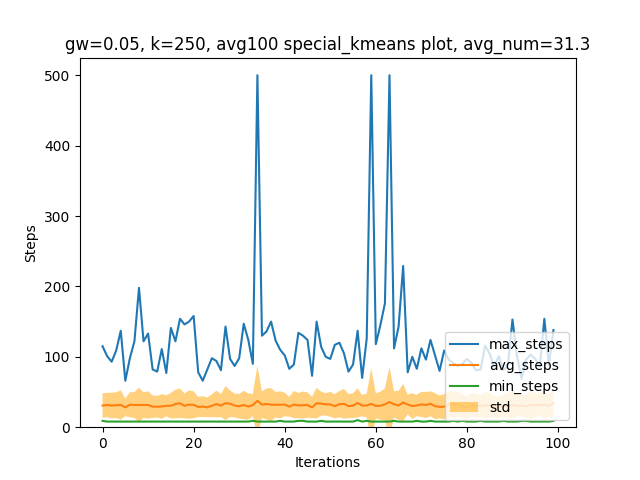 gw=0.05, k=250, avg100 special_kmeans plot, avg_num=31.3
500
400
300
200
100
0
Steps
max_steps
avg_steps
min_steps
std
0 20 40 60 80 100
Iterations